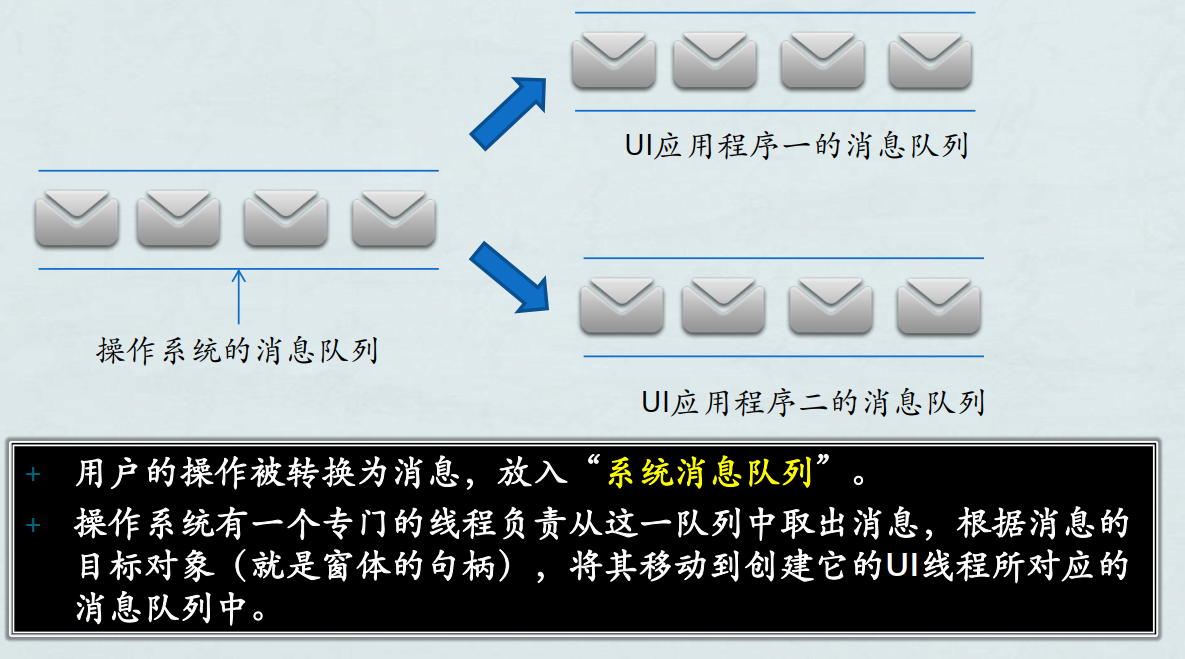 UI应用程序一的消息队列
操作系统的消息队列
UI应用程序二的消息队列
+ 用户的操作被转换为消息，放入“系统消息队列”。
+ 操作系统有一个专门的线程负责从这一队列中取出消息，根据消息的
目标对象（就是窗体的句柄），将其移动到创建它的UI线程所对应的
消息队列中。